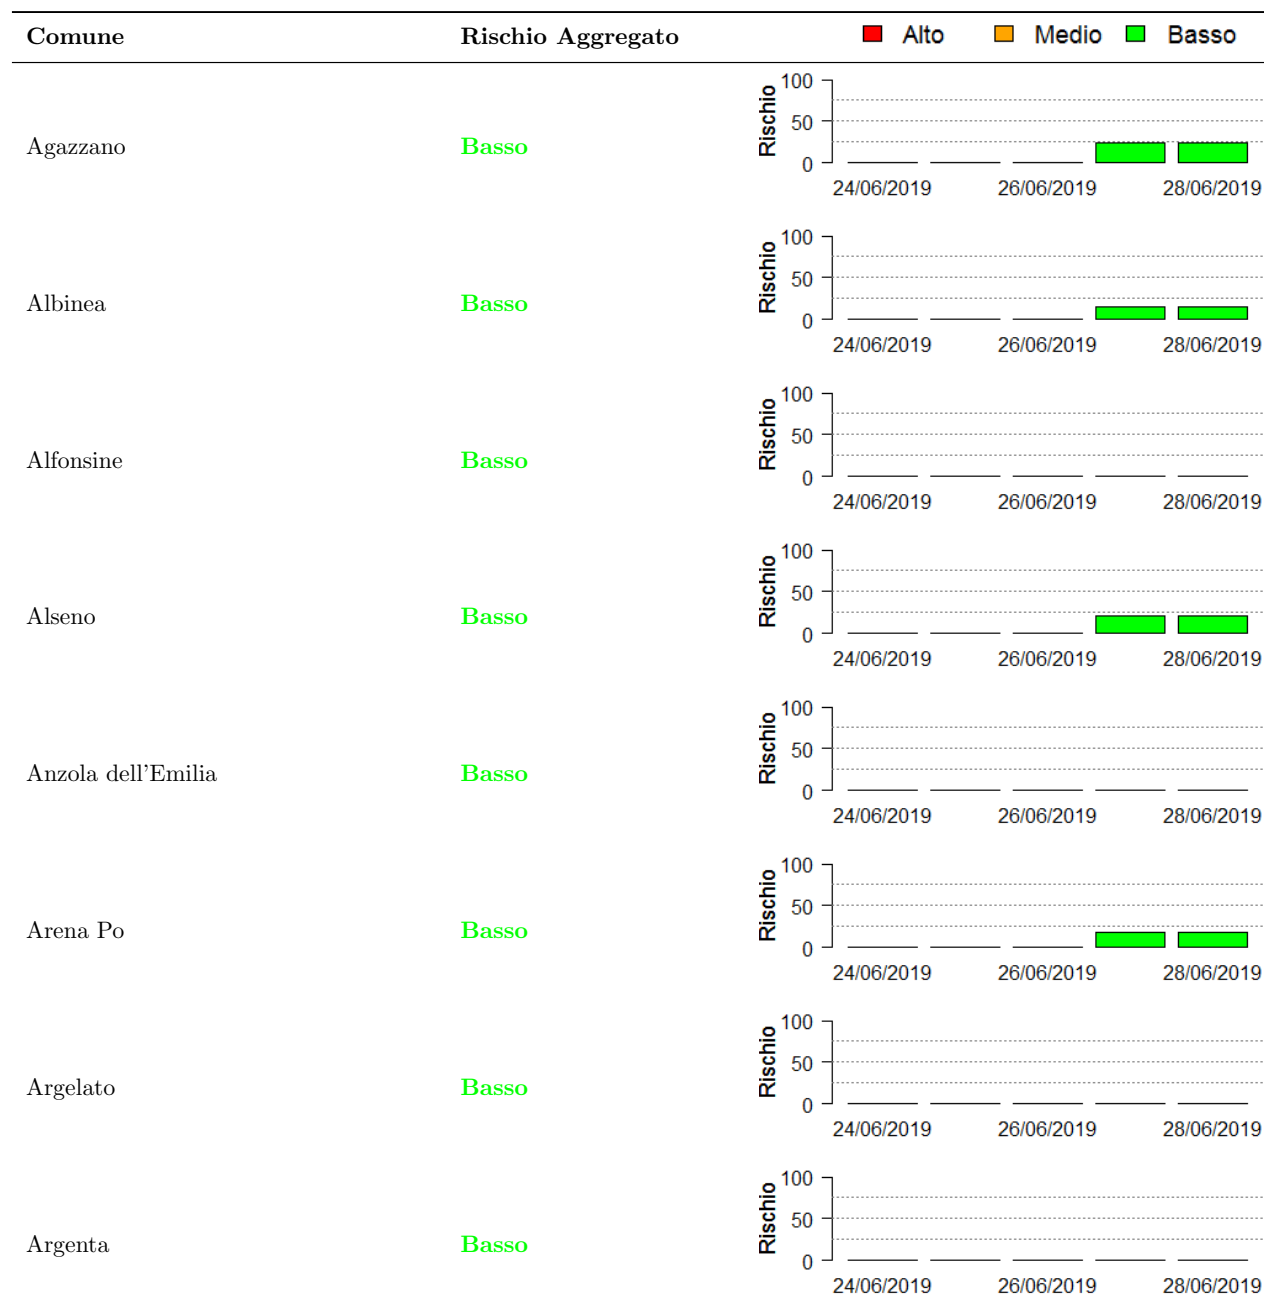 Comune Rischio Aggregato Alto Medio Basso
100
Rischio
50
Agazzano Basso
0
24/06/2019 26/06/2019 28/06/2019
100
Rischio
50
Albinea Basso
0
24/06/2019 26/06/2019 28/06/2019
100
Rischio
50
Alfonsine Basso
0
24/06/2019 26/06/2019 28/06/2019
100
Rischio
50
Alseno Basso
0
24/06/2019 26/06/2019 28/06/2019
100
Rischio
50
Anzola dell'Emilia Basso
0
24/06/2019 26/06/2019 28/06/2019
100
Rischio
50
Arena Po Basso
0
24/06/2019 26/06/2019 28/06/2019
100
Rischio
50
Argelato Basso
0
24/06/2019 26/06/2019 28/06/2019
100
Rischio
50
Argenta Basso
0
24/06/2019 26/06/2019 28/06/2019